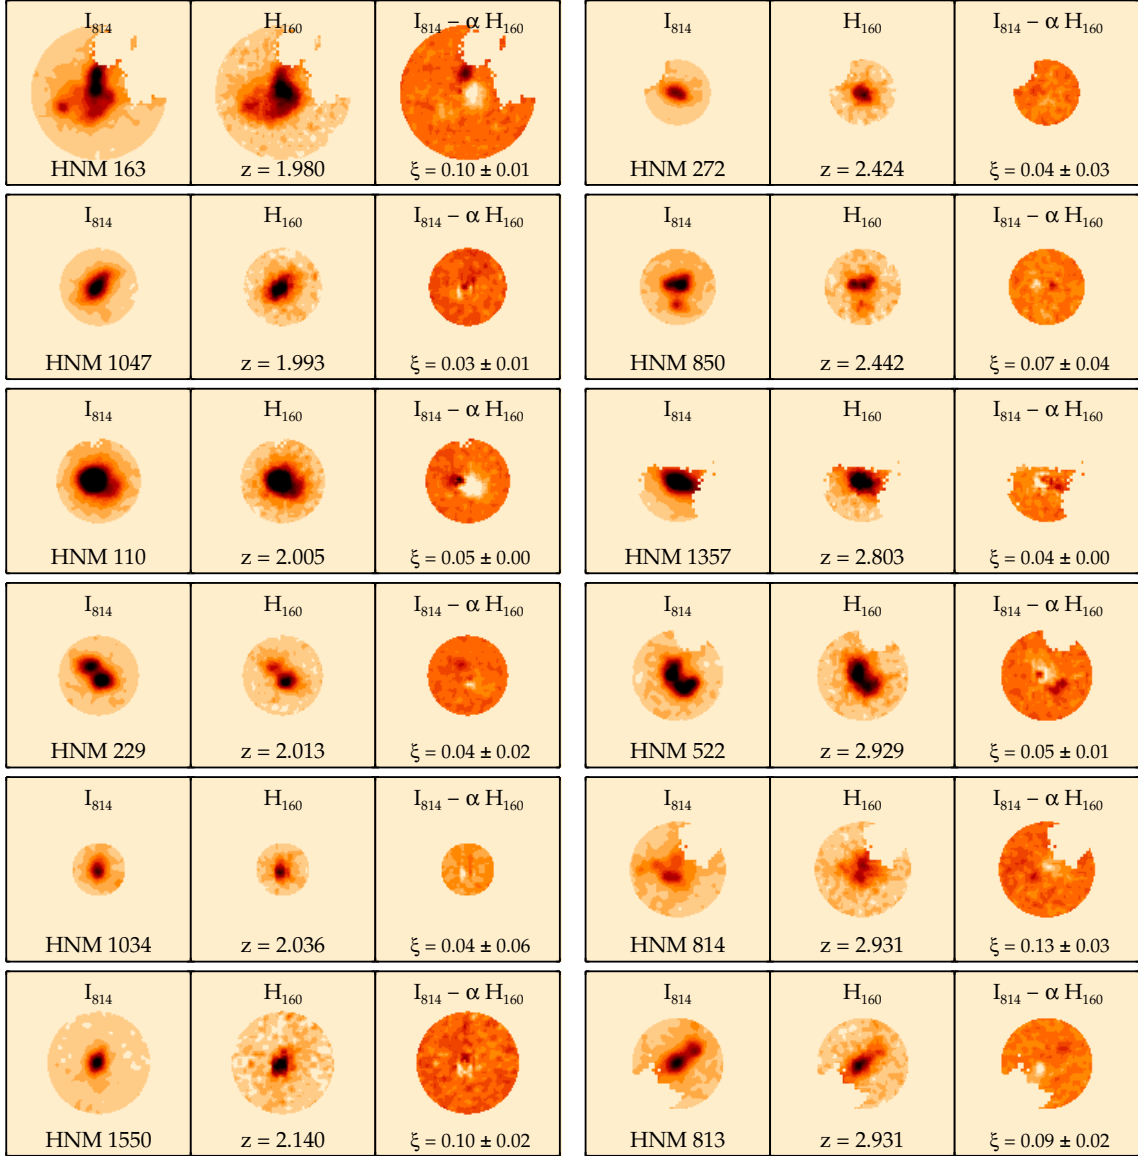 I₈₁₄ H₁₆₀ I₈₁₄ − α H₁₆₀
HNM 163 z = 1.980 ξ = 0.10 ± 0.01
I₈₁₄ H₁₆₀ I₈₁₄ − α H₁₆₀
HNM 1047 z = 1.993 ξ = 0.03 ± 0.01
I₈₁₄ H₁₆₀ I₈₁₄ − α H₁₆₀
HNM 110 z = 2.005 ξ = 0.05 ± 0.00
I₈₁₄ H₁₆₀ I₈₁₄ − α H₁₆₀
HNM 229 z = 2.013 ξ = 0.04 ± 0.02
I₈₁₄ H₁₆₀ I₈₁₄ − α H₁₆₀
HNM 1034 z = 2.036 ξ = 0.04 ± 0.06
I₈₁₄ H₁₆₀ I₈₁₄ − α H₁₆₀
HNM 1550 z = 2.140 ξ = 0.10 ± 0.02
I₈₁₄ H₁₆₀ I₈₁₄ − α H₁₆₀
HNM 272 z = 2.424 ξ = 0.04 ± 0.03
I₈₁₄ H₁₆₀ I₈₁₄ − α H₁₆₀
HNM 850 z = 2.442 ξ = 0.07 ± 0.04
I₈₁₄ H₁₆₀ I₈₁₄ − α H₁₆₀
HNM 1357 z = 2.803 ξ = 0.04 ± 0.00
I₈₁₄ H₁₆₀ I₈₁₄ − α H₁₆₀
HNM 522 z = 2.929 ξ = 0.05 ± 0.01
I₈₁₄ H₁₆₀ I₈₁₄ − α H₁₆₀
HNM 814 z = 2.931 ξ = 0.13 ± 0.03
I₈₁₄ H₁₆₀ I₈₁₄ − α H₁₆₀
HNM 813 z = 2.931 ξ = 0.09 ± 0.02